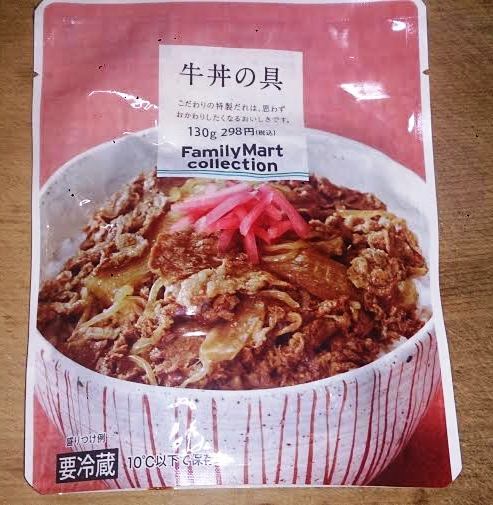 牛丼の具
こだわりの特製だれは、思わず
おかわりしたくなるおいしさです。
130g 298円(税込)
FamilyMart
collection
盛りつけ例
要冷蔵 10℃以下で保存